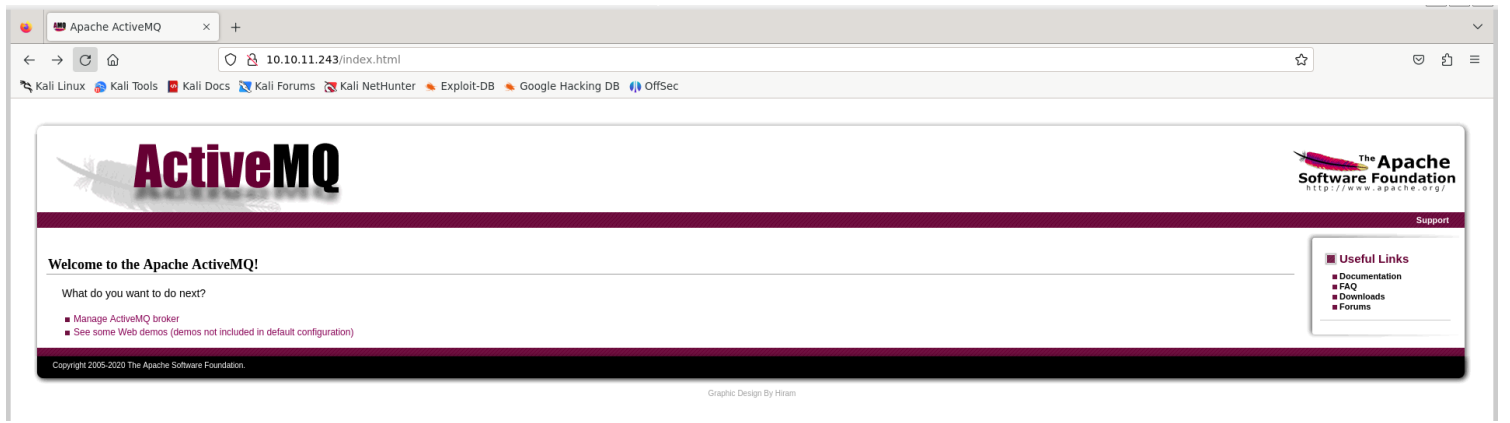 Apache ActiveMQ
10.10.11.243/index.html
Kali Linux Kali Tools Kali Docs Kali Forums Kali NetHunter Exploit-DB Google Hacking DB OffSec
ActiveMQ
The Apache
Software Foundation
http://www.apache.org/
Support
Welcome to the Apache ActiveMQ!
What do you want to do next?
Manage ActiveMQ broker
See some Web demos (demos not included in default configuration)
Useful Links
Documentation
FAQ
Downloads
Forums
Copyright 2005-2020 The Apache Software Foundation.
Graphic Design By Hiram